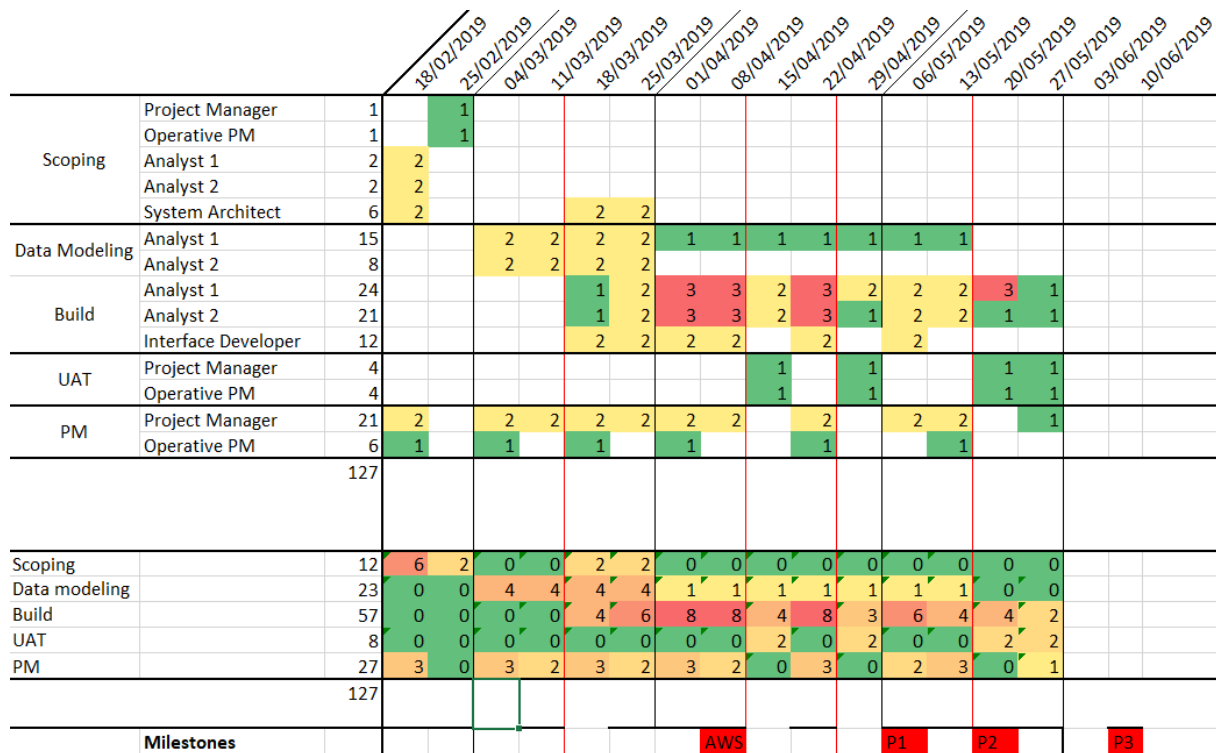 18/02/2019 25/02/2019 04/03/2019 11/03/2019 18/03/2019 25/03/2019 01/04/2019 08/04/2019 15/04/2019 22/04/2019 29/04/2019 06/05/2019 13/05/2019 20/05/2019 27/05/2019 03/06/2019 10/06/2019
Project Manager 1 1
Operative PM 1 1
Scoping Analyst 1 2 2
Analyst 2 2 2
System Architect 6 2 2 2
Data Modeling Analyst 1 15 2 2 2 2 1 1 1 1 1 1 1
Analyst 2 8 2 2 2 2
Analyst 1 24 1 2 3 3 2 3 2 2 2 3 1
Build Analyst 2 21 1 2 3 3 2 3 1 2 2 1 1
Interface Developer 12 2 2 2 2 2 2
UAT Project Manager 4 1 1 1 1
Operative PM 4 1 1 1 1
PM Project Manager 21 2 2 2 2 2 2 2 2 2 2 1
Operative PM 6 1 1 1 1 1 1
127
Scoping 12 6 2 0 0 2 2 0 0 0 0 0 0 0 0 0
Data modeling 23 0 0 4 4 4 4 1 1 1 1 1 1 1 0 0
Build 57 0 0 0 0 4 6 8 8 4 8 3 6 4 4 2
UAT 8 0 0 0 0 0 0 0 0 2 0 2 0 0 2 2
PM 27 3 0 3 2 3 2 3 2 0 3 0 2 3 0 1
127
Milestones AWS P1 P2 P3